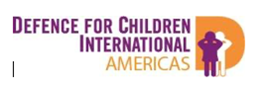 DEFENCE FOR CHILDREN
INTERNATIONAL
AMERICAS